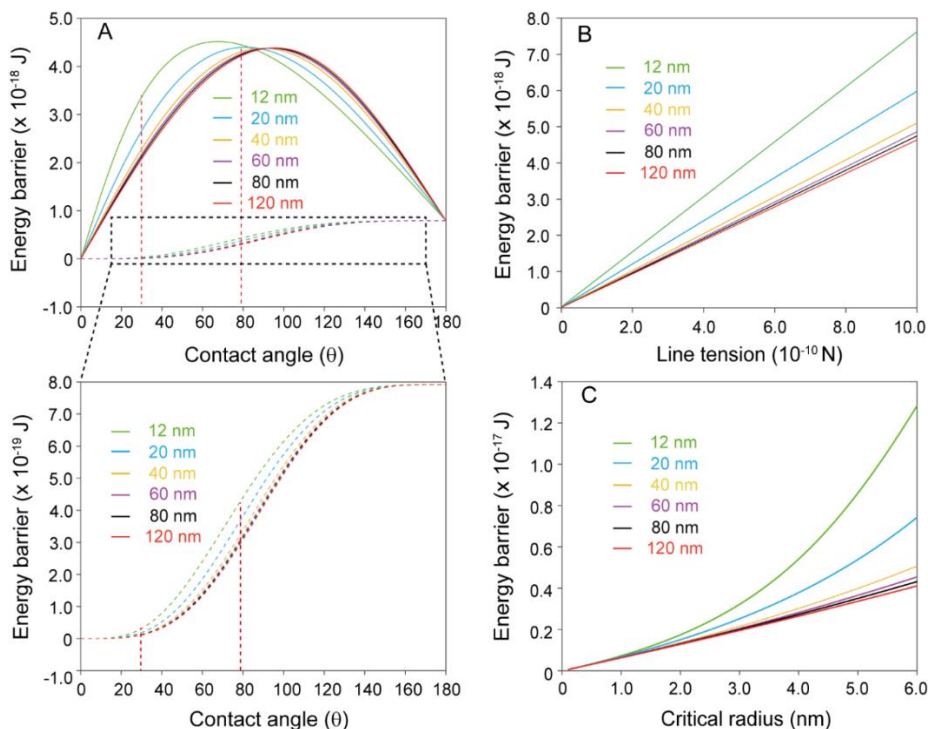 A
Energy barrier (x 10⁻¹⁸ J)
5.0
4.0
3.0
2.0
1.0
0
-1.0
12 nm
20 nm
40 nm
60 nm
80 nm
120 nm
0 20 40 60 80 100 120 140 160 180
Contact angle (θ)
B
Energy barrier (x 10⁻¹⁸ J)
8.0
7.0
6.0
5.0
4.0
3.0
2.0
1.0
0
12 nm
20 nm
40 nm
60 nm
80 nm
120 nm
0 2.0 4.0 6.0 8.0 10.0
Line tension (10⁻¹⁰ N)
Energy barrier (x 10⁻¹⁹ J)
8.0
7.0
6.0
5.0
4.0
3.0
2.0
1.0
0
-1.0
12 nm
20 nm
40 nm
60 nm
80 nm
120 nm
0 20 40 60 80 100 120 140 160 180
Contact angle (θ)
C
Energy barrier (x 10⁻¹⁷ J)
1.4
1.2
1.0
0.8
0.6
0.4
0.2
0
12 nm
20 nm
40 nm
60 nm
80 nm
120 nm
0 1.0 2.0 3.0 4.0 5.0 6.0
Critical radius (nm)